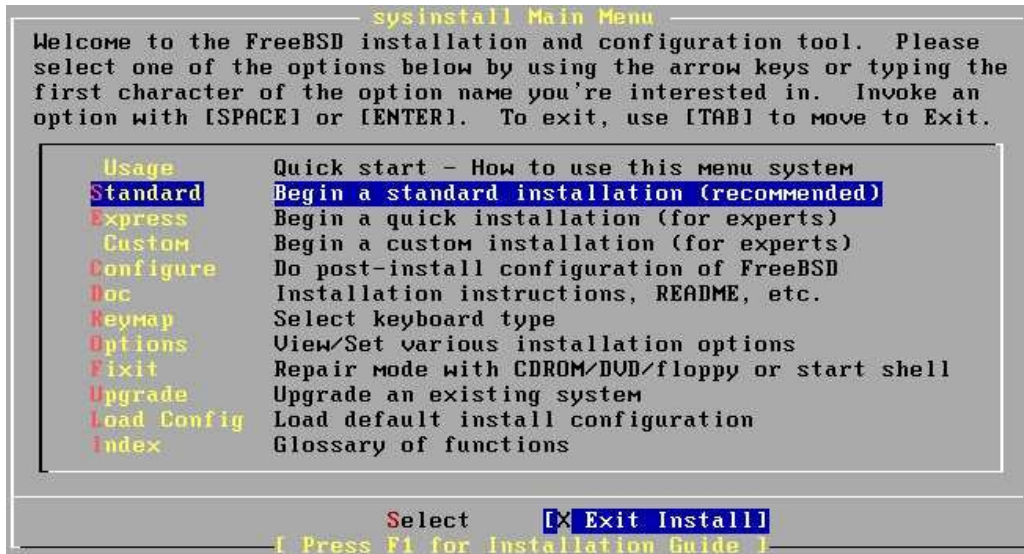 sysinstall Main Menu
Welcome to the FreeBSD installation and configuration tool.  Please
select one of the options below by using the arrow keys or typing the
first character of the option name you're interested in.  Invoke an
option with [SPACE] or [ENTER].  To exit, use [TAB] to move to Exit.
Usage Quick start - How to use this menu system
Standard Begin a standard installation (recommended)
Express Begin a quick installation (for experts)
Custom Begin a custom installation (for experts)
Configure Do post-install configuration of FreeBSD
Doc Installation instructions, README, etc.
Keymap Select keyboard type
Options View/Set various installation options
Fixit Repair mode with CDROM/DVD/floppy or start shell
Upgrade Upgrade an existing system
Load Config Load default install configuration
Index Glossary of functions
Select [X Exit Install]
[ Press F1 for Installation Guide ]